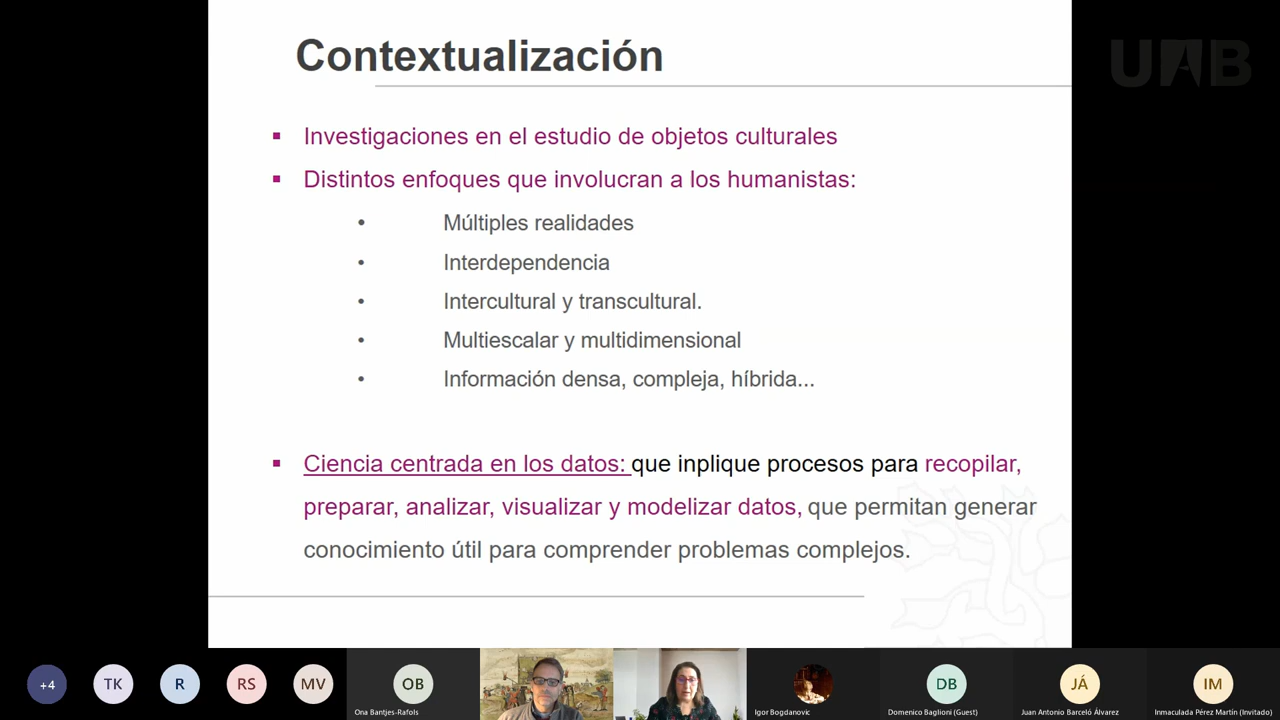 Contextualización
UAB
Investigaciones en el estudio de objetos culturales
Distintos enfoques que involucran a los humanistas:
Múltiples realidades
Interdependencia
Intercultural y transcultural.
Multiescalar y multidimensional
Información densa, compleja, híbrida...
Ciencia centrada en los datos: que inplique procesos para recopilar,
preparar, analizar, visualizar y modelizar datos, que permitan generar
conocimiento útil para comprender problemas complejos.
+4 TK R RS MV OB DB JÁ IM
Ona Bantjes-Rafols Igor Bogdanovic Domenico Baglioni (Guest) Juan Antonio Barceló Álvarez Inmaculada Pérez Martín (Invitado)